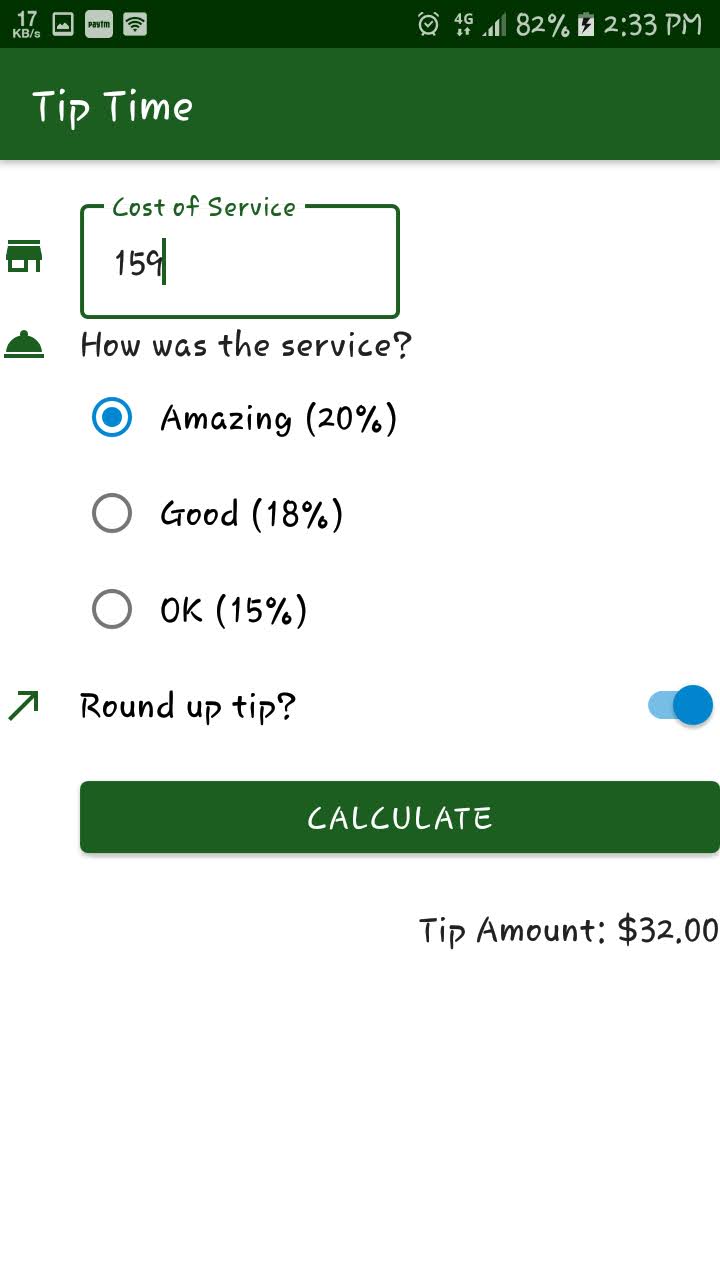 17
KB/s
Paytm
4G
82%
2:33 PM
Tip Time
Cost of Service
159
How was the service?
Amazing (20%)
Good (18%)
OK (15%)
Round up tip?
CALCULATE
Tip Amount: $32.00